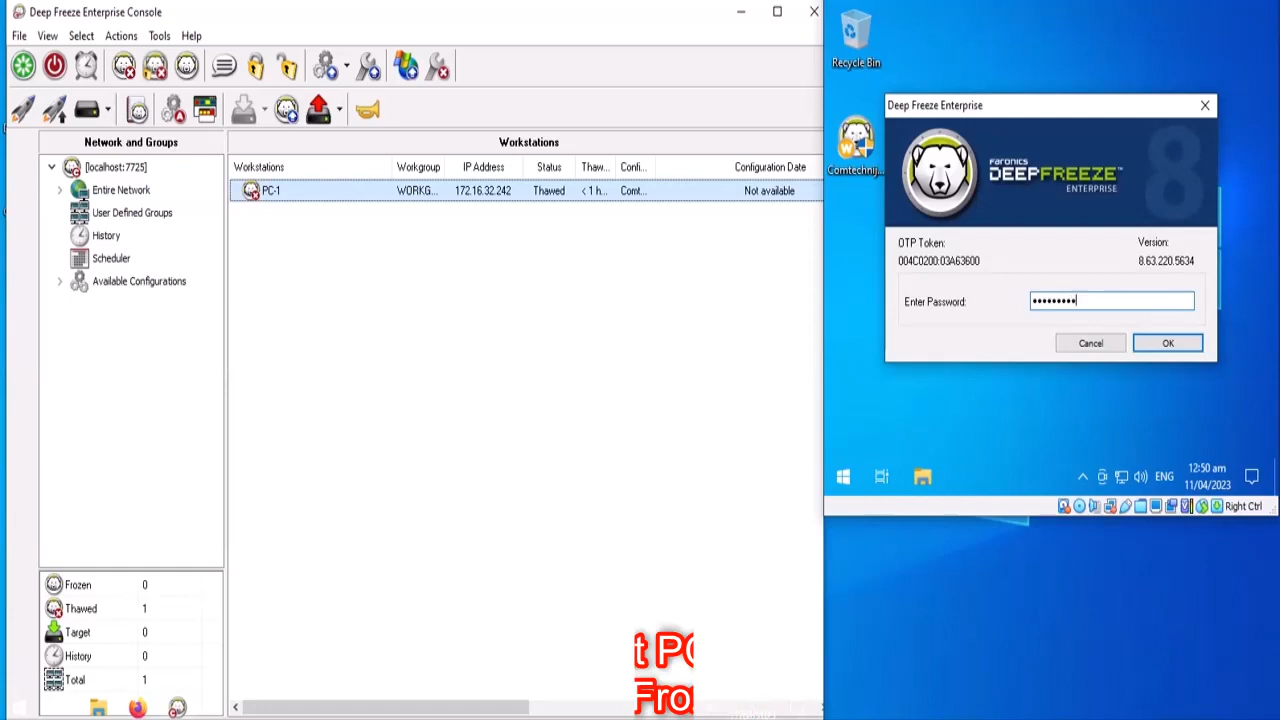 Deep Freeze Enterprise Console
File View Select Actions Tools Help
Network and Groups
[localhost:7725]
Entire Network
User Defined Groups
History
Scheduler
Available Configurations
Frozen 0
Thawed 1
Target 0
History 0
Total 1
Workstations
Workstations Workgroup IP Address Status Thaw... Confi... Configuration Date
PC-1 WORKG... 172.16.32.242 Thawed < 1 h... Comt... Not available
t PC
Fro
Recycle Bin
Comtechnij...
Deep Freeze Enterprise
FARONICS
DEEPFREEZE™
ENTERPRISE
8
OTP Token: Version:
004C0200:03A63600 8.63.220.5634
Enter Password:
Cancel OK
ENG 12:50 am
11/04/2023
Right Ctrl